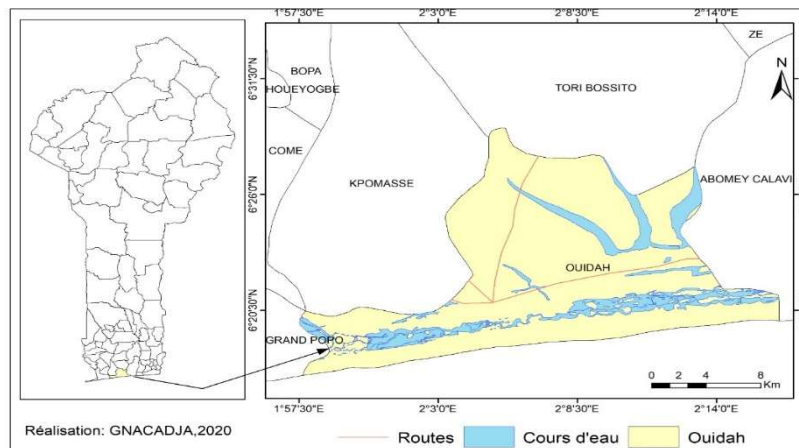 1°57'30"E 2°3'0"E 2°8'30"E 2°14'0"E
6°31'30"N
6°26'0"N
6°20'30"N
ZE
N
BOPA
HOUEYOGBE
TORI BOSSITO
COME
KPOMASSE
ABOMEY CALAVI
OUIDAH
GRAND POPO
0 2 4 8
Km
1°57'30"E 2°3'0"E 2°8'30"E 2°14'0"E
Réalisation: GNACADJA,2020
Routes Cours d'eau Ouidah